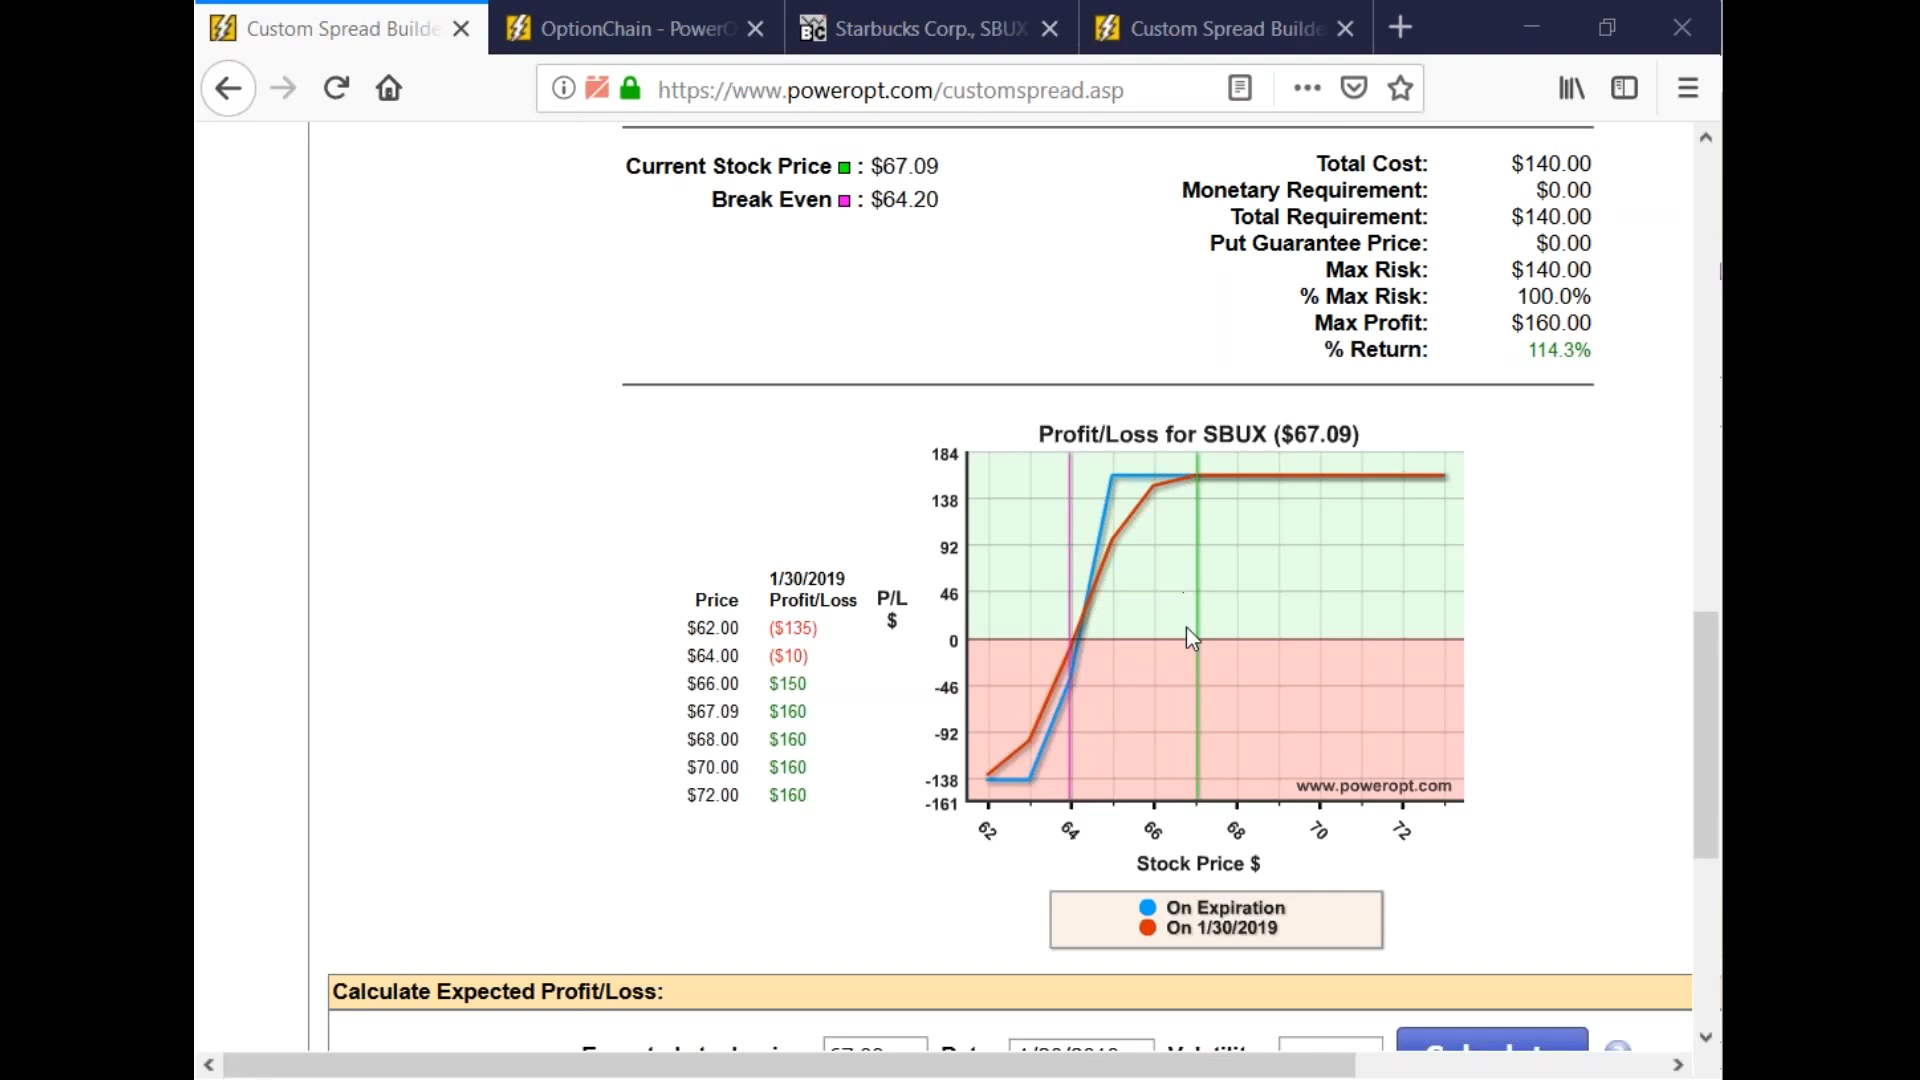 Custom Spread Builde
OptionChain - PowerO
Starbucks Corp., SBUX
Custom Spread Builde
https://www.poweropt.com/customspread.asp
Current Stock Price : $67.09
Break Even : $64.20
Total Cost: $140.00
Monetary Requirement: $0.00
Total Requirement: $140.00
Put Guarantee Price: $0.00
Max Risk: $140.00
% Max Risk: 100.0%
Max Profit: $160.00
% Return: 114.3%
Profit/Loss for SBUX ($67.09)
1/30/2019
Price Profit/Loss
$62.00 ($135)
$64.00 ($10)
$66.00 $150
$67.09 $160
$68.00 $160
$70.00 $160
$72.00 $160
P/L
$
184
138
92
46
0
-46
-92
-138
-161
www.poweropt.com
62 64 66 68 70 72
Stock Price $
On Expiration
On 1/30/2019
Calculate Expected Profit/Loss: